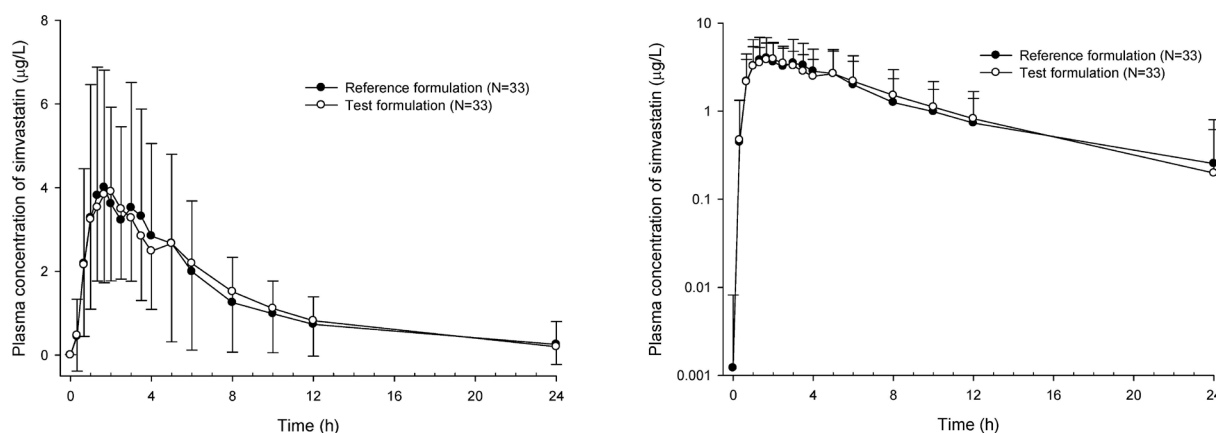 8
6
4
2
0
Plasma concentration of simvastatin (μg/L)
Reference formulation (N=33)
Test formulation (N=33)
0 4 8 12 16 20 24
Time (h)
10
1
0.1
0.01
0.001
Plasma concentration of simvastatin (μg/L)
Reference formulation (N=33)
Test formulation (N=33)
0 4 8 12 16 20 24
Time (h)